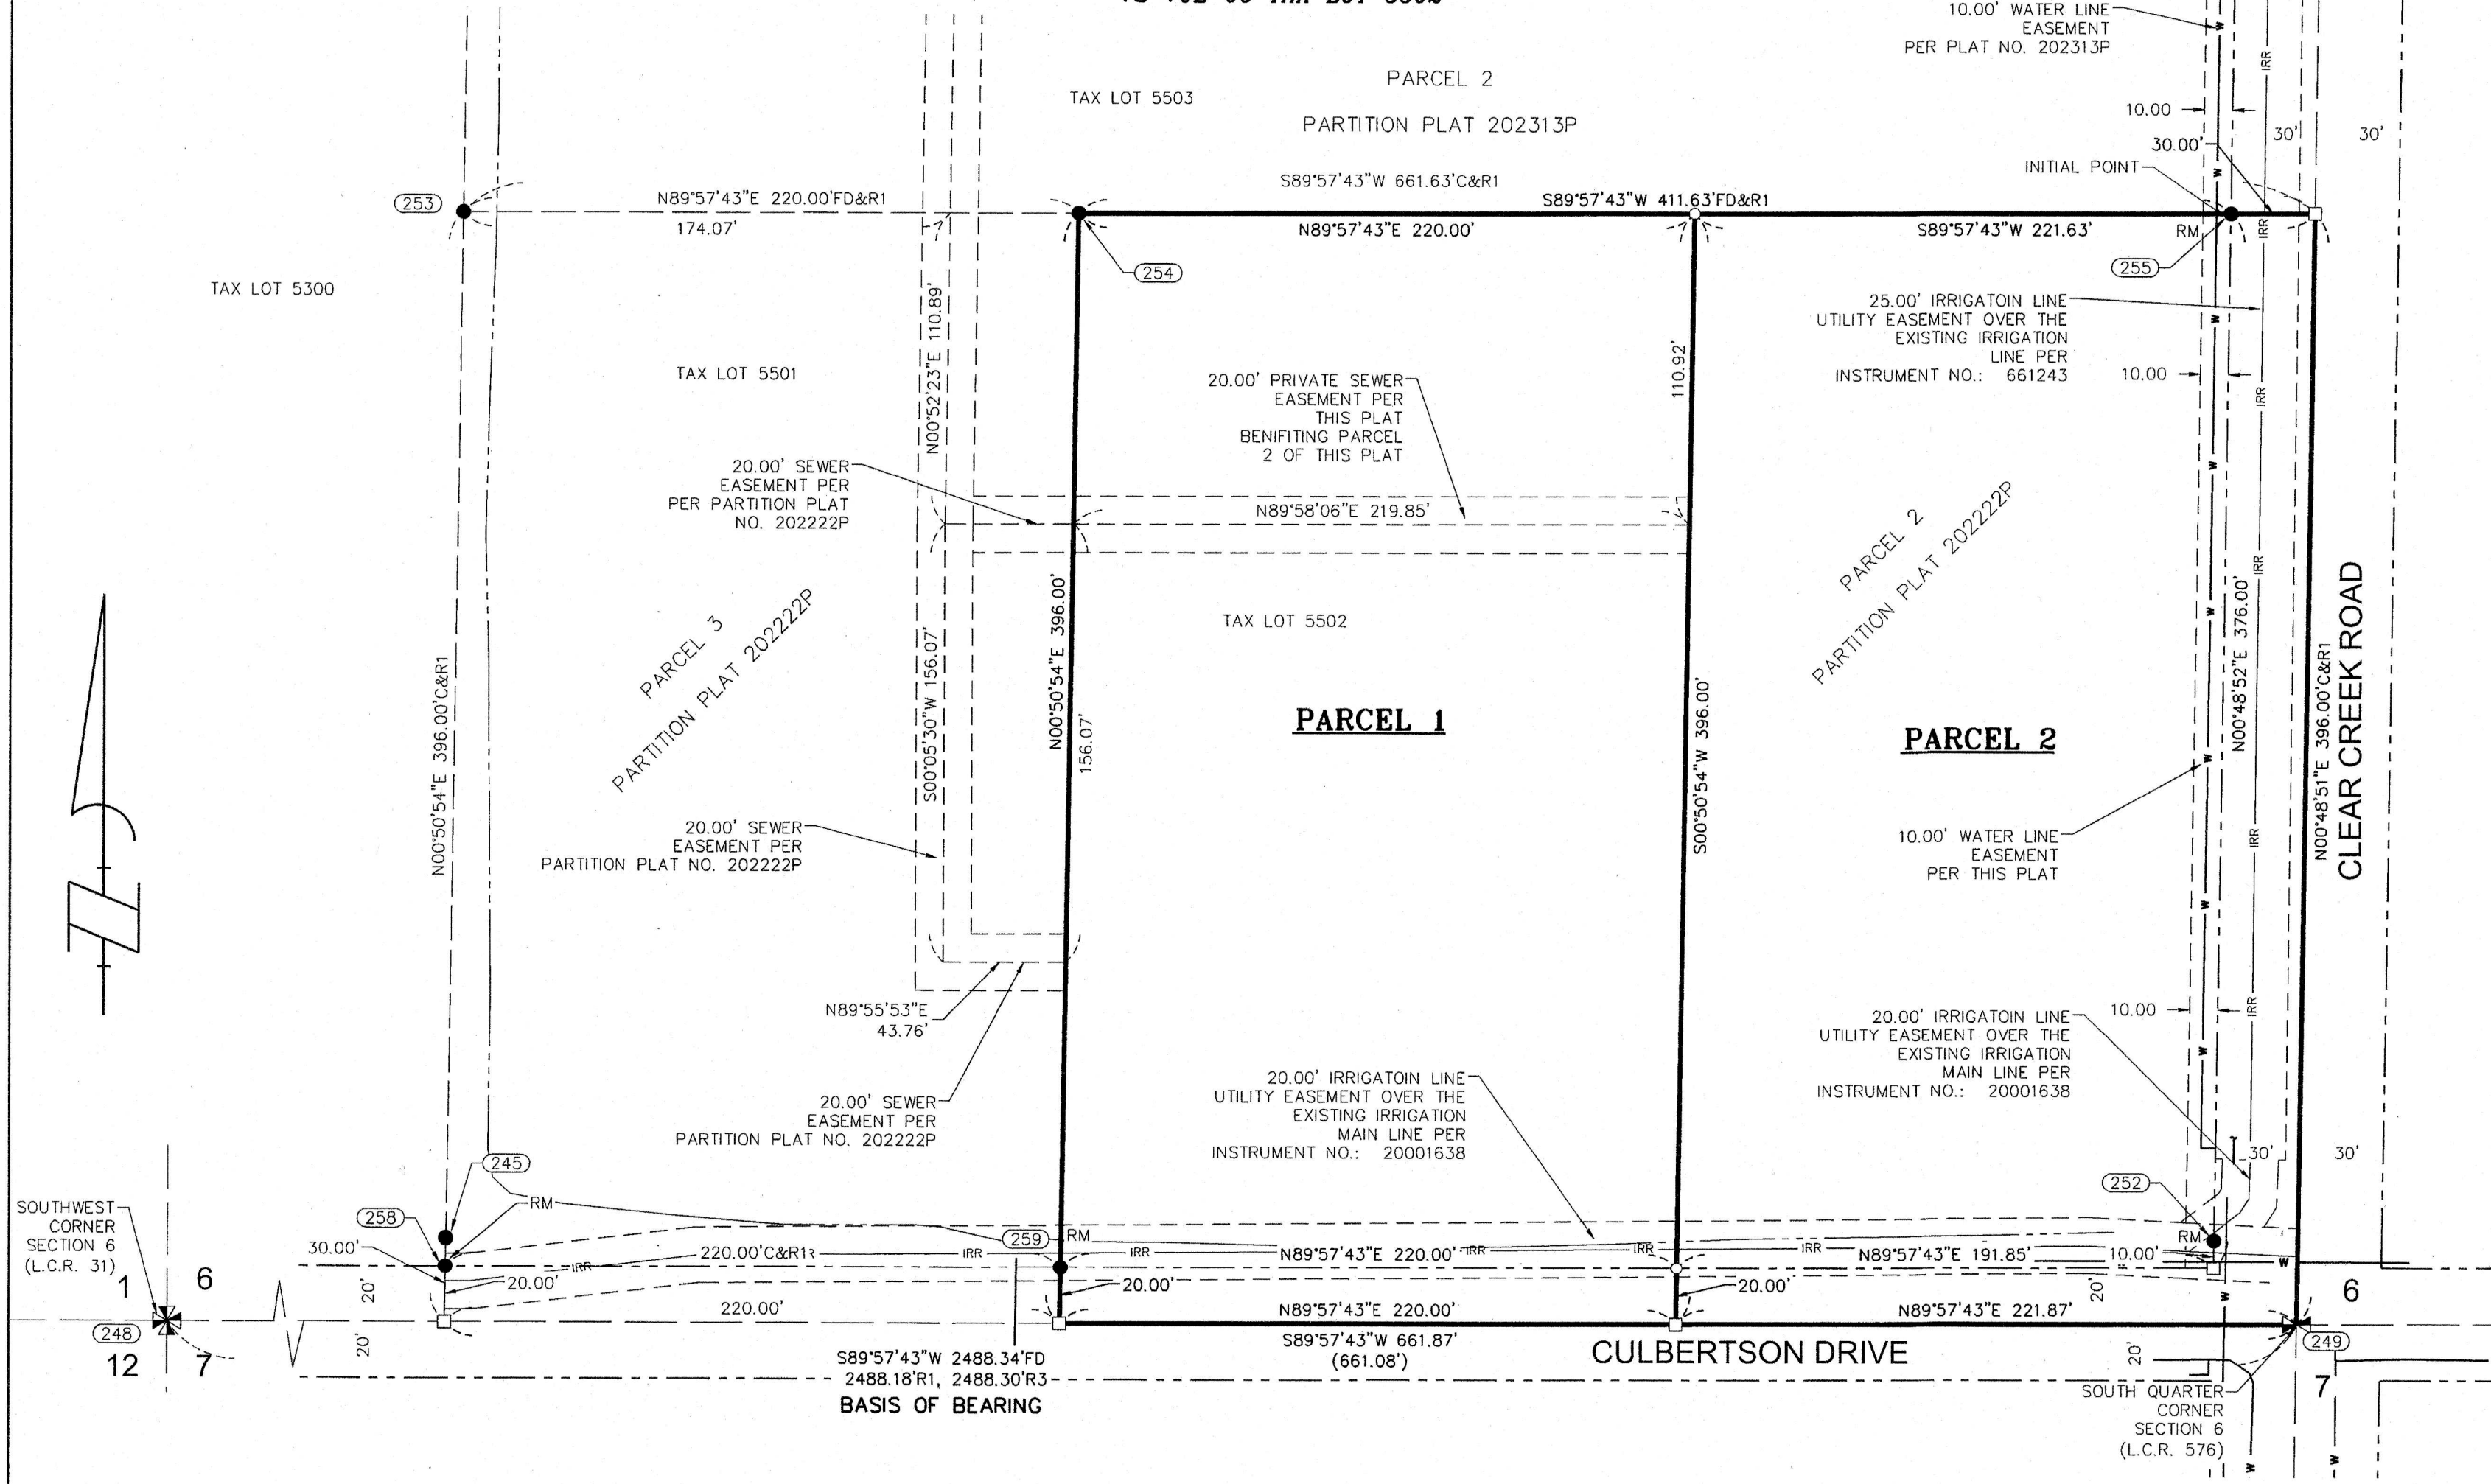 10.00' WATER LINE
EASEMENT
PER PLAT NO. 202313P
PARCEL 2
TAX LOT 5503
PARTITION PLAT 202313P
10.00
30'
30'
30.00'
INITIAL POINT
IRR
W
253
N89°57'43"E 220.00'FD&R1
174.07'
S89°57'43"W 661.63'C&R1
S89°57'43"W 411.63'FD&R1
N89°57'43"E 220.00'
S89°57'43"W 221.63'
RM
IRR
W
254
255
TAX LOT 5300
TAX LOT 5501
N00°52'23"E 110.89'
110.92'
25.00' IRRIGATOIN LINE
UTILITY EASEMENT OVER THE
EXISTING IRRIGATION
LINE PER
INSTRUMENT NO.: 661243
10.00
IRR
W
20.00' PRIVATE SEWER
EASEMENT PER
THIS PLAT
BENIFITING PARCEL
2 OF THIS PLAT
20.00' SEWER
EASEMENT PER
PER PARTITION PLAT
NO. 202222P
N89°58'06"E 219.85'
W
IRR
PARCEL 3
PARTITION PLAT 202222P
PARCEL 2
PARTITION PLAT 202222P
TAX LOT 5502
W
N00°50'54"E 396.00'C&R1
S00°05'30"W 156.07'
N00°50'54"E 396.00'
156.07'
S00°50'54"W 396.00'
N00°48'52"E 376.00'
N00°48'51"E 396.00'C&R1
CLEAR CREEK ROAD
PARCEL 1
PARCEL 2
W
IRR
20.00' SEWER
EASEMENT PER
PARTITION PLAT NO. 202222P
10.00' WATER LINE
EASEMENT
PER THIS PLAT
W
N89°55'53"E
43.76'
10.00
IRR
W
20.00' IRRIGATOIN LINE
UTILITY EASEMENT OVER THE
EXISTING IRRIGATION
MAIN LINE PER
INSTRUMENT NO.: 20001638
20.00' IRRIGATOIN LINE
UTILITY EASEMENT OVER THE
EXISTING IRRIGATION
MAIN LINE PER
INSTRUMENT NO.: 20001638
20.00' SEWER
EASEMENT PER
PARTITION PLAT NO. 202222P
30'
30'
245
252
RM
SOUTHWEST
CORNER
SECTION 6
(L.C.R. 31)
258
259
RM
RM
30.00'
220.00'C&R1
IRR
IRR
N89°57'43"E 220.00'
IRR
IRR
IRR
N89°57'43"E 191.85'
10.00'
W
1
6
20'
IRR
20.00'
20.00'
20.00'
20'
6
W
220.00'
N89°57'43"E 220.00'
N89°57'43"E 221.87'
248
249
12
7
20'
S89°57'43"W 661.87'
(661.08')
CULBERTSON DRIVE
20'
S89°57'43"W 2488.34'FD
2488.18'R1, 2488.30'R3
BASIS OF BEARING
SOUTH QUARTER
CORNER
SECTION 6
(L.C.R. 576)
7
W
W